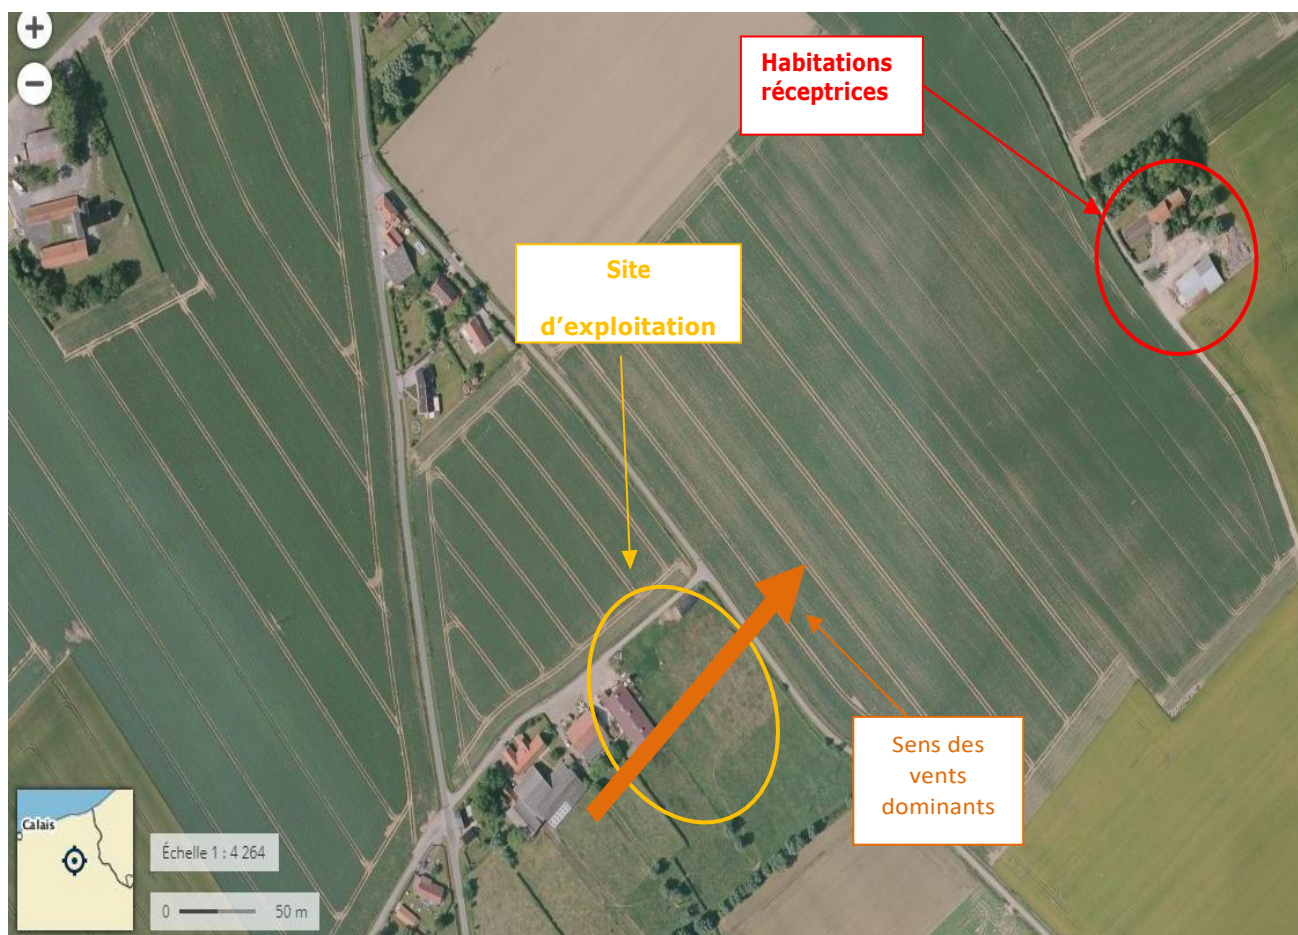 +
−
Habitations
réceptrices
Site
d’exploitation
Sens des
vents
dominants
Calais
Échelle 1 : 4 264
0 50 m